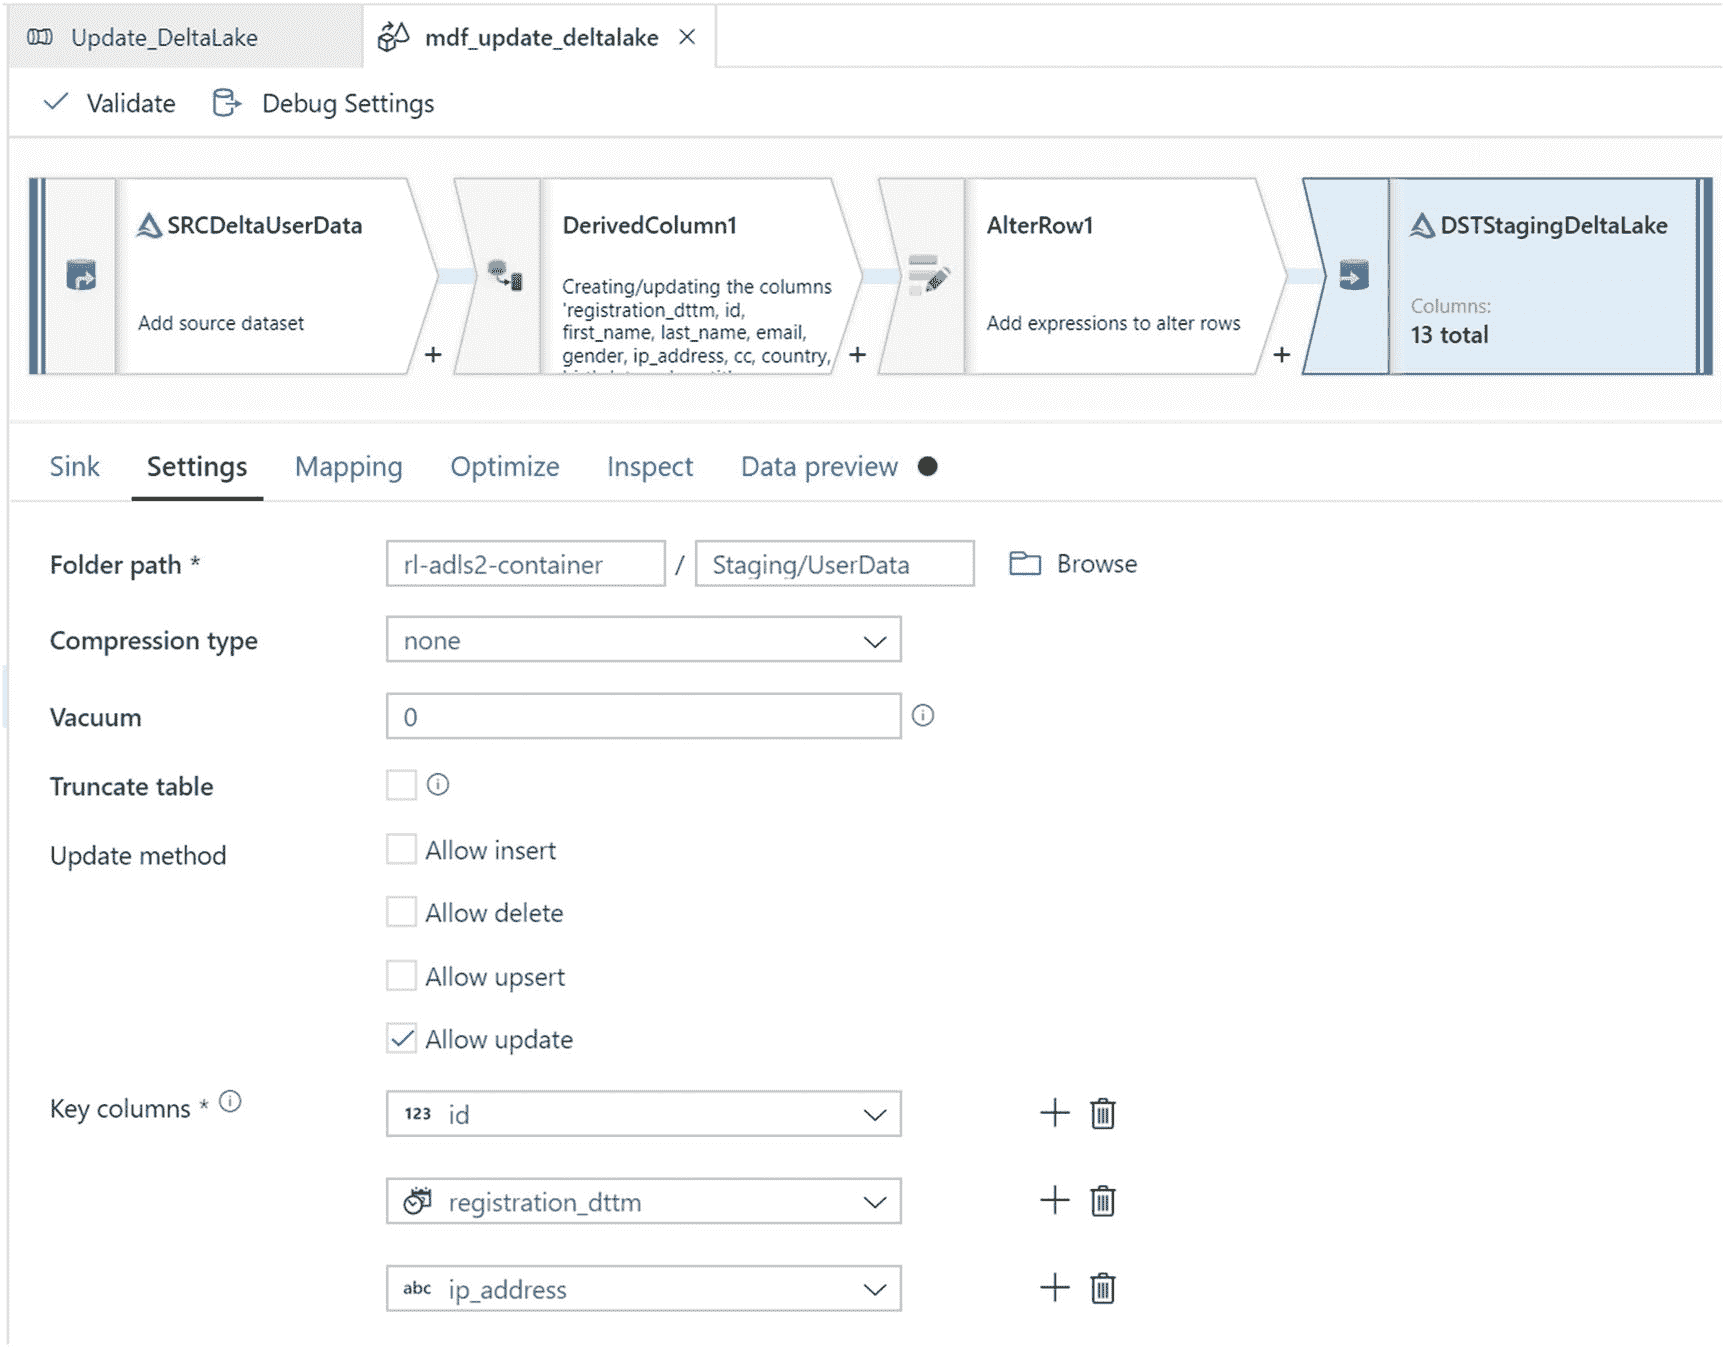 Update_DeltaLake
mdf_update_deltalake
Validate
Debug Settings
SRCDeltaUserData
Add source dataset
+
DerivedColumn1
Creating/updating the columns
'registration_dttm, id,
first_name, last_name, email,
gender, ip_address, cc, country,
+
AlterRow1
Add expressions to alter rows
+
DSTStagingDeltaLake
Columns:
13 total
Sink
Settings
Mapping
Optimize
Inspect
Data preview
Folder path *
rl-adls2-container
/
Staging/UserData
Browse
Compression type
none
Vacuum
0
Truncate table
Update method
Allow insert
Allow delete
Allow upsert
Allow update
Key columns *
123 id
registration_dttm
abc ip_address